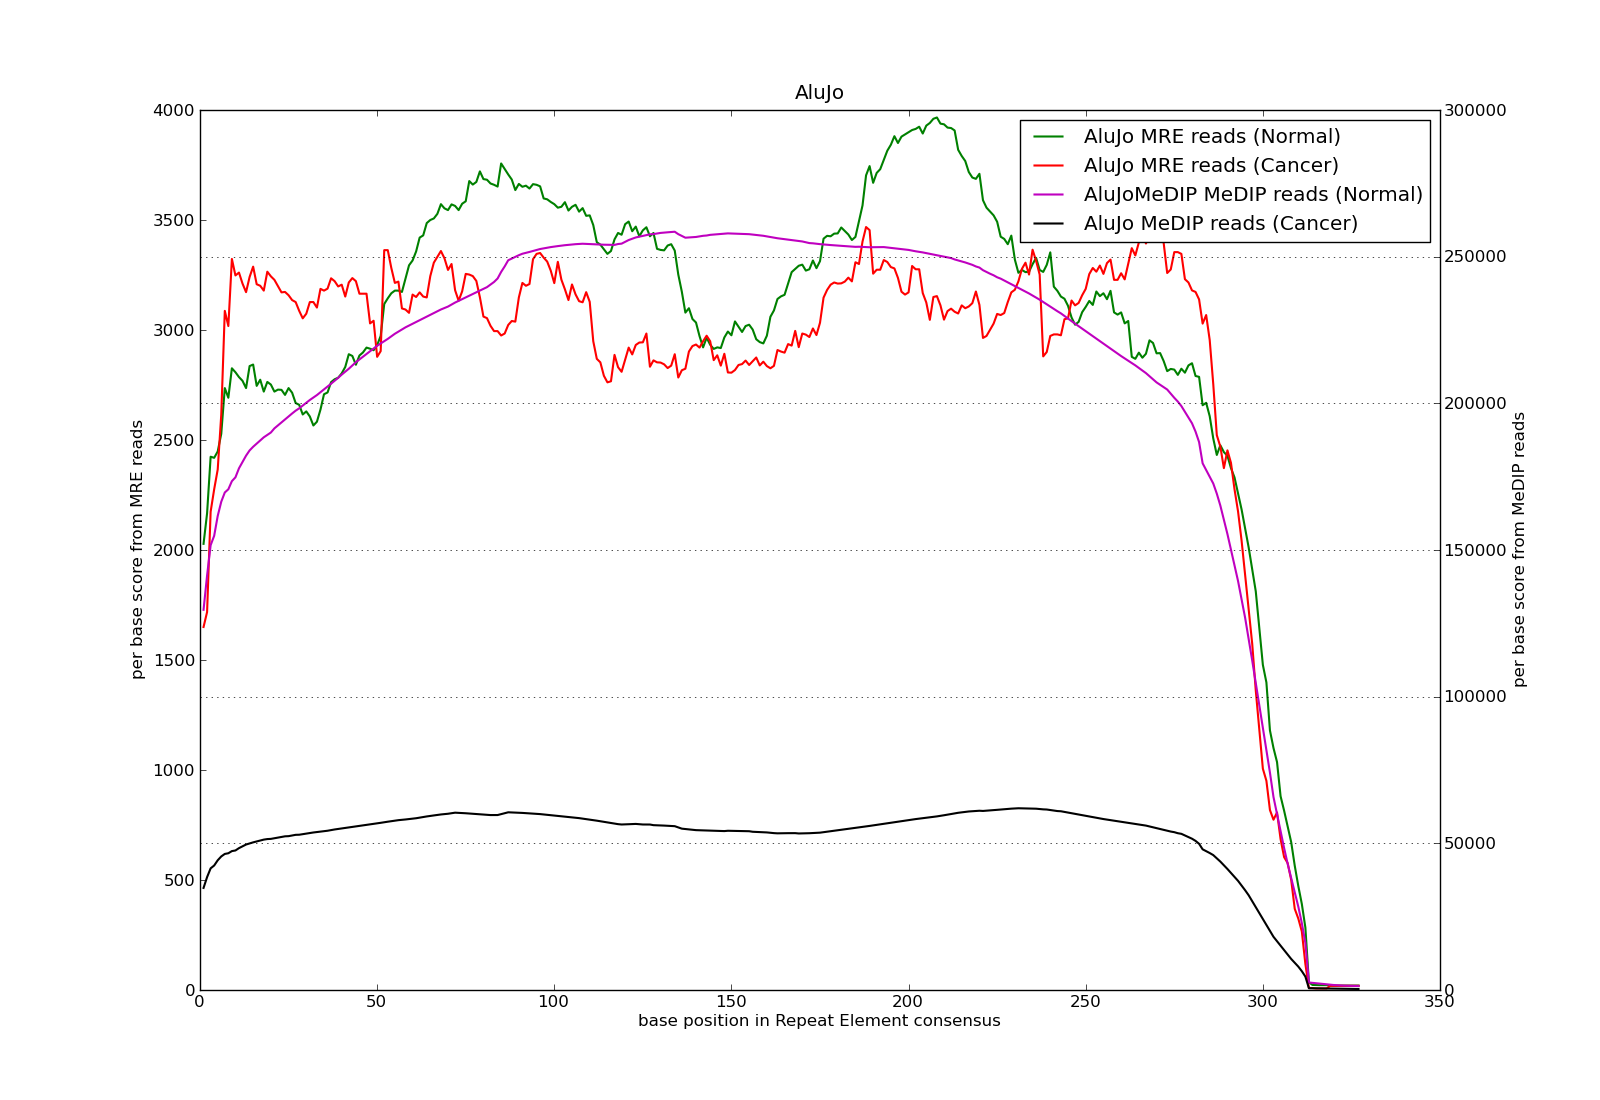 AluJo
4000
3500
3000
2500
2000
1500
1000
500
0
per base score from MRE reads
300000
250000
200000
150000
100000
50000
0
per base score from MeDIP reads
AluJo MRE reads (Normal)
AluJo MRE reads (Cancer)
AluJoMeDIP MeDIP reads (Normal)
AluJo MeDIP reads (Cancer)
0 50 100 150 200 250 300 350
base position in Repeat Element consensus